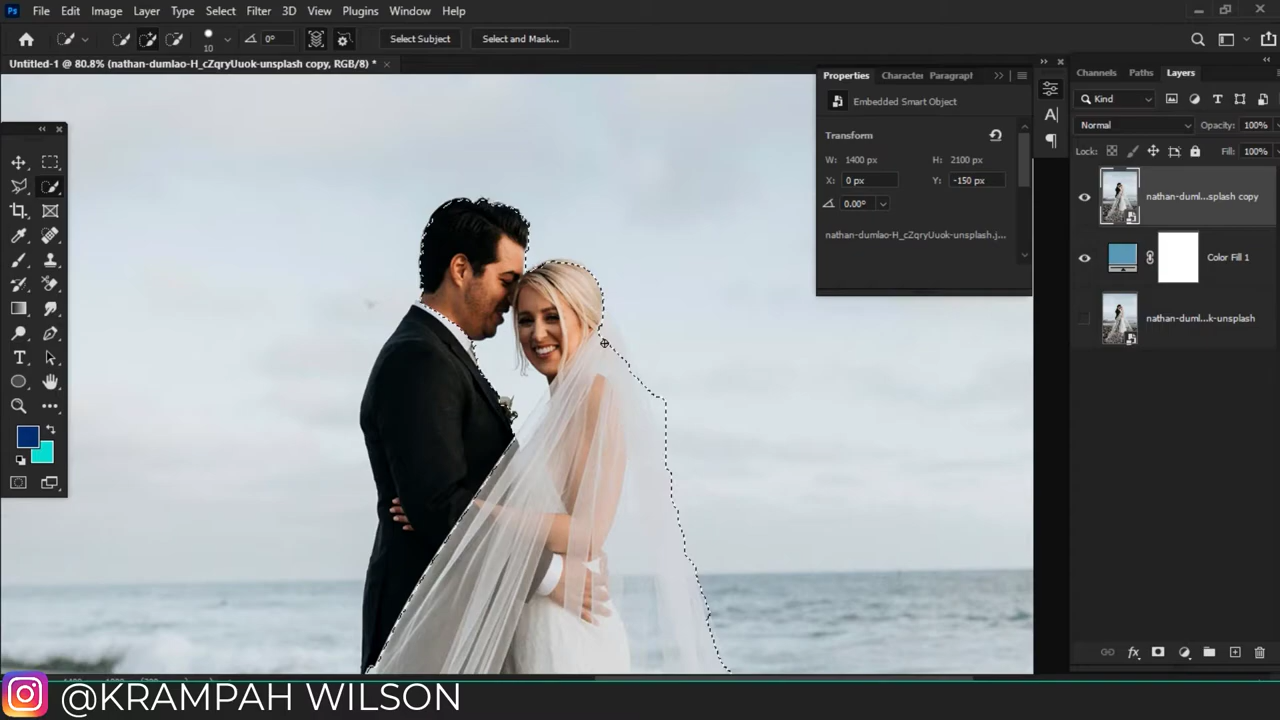 Ps File Edit Image Layer Type Select Filter 3D View Plugins Window Help
10 0° Select Subject Select and Mask...
Untitled-1 @ 80.8% (nathan-dumlao-H_cZqryUuok-unsplash copy, RGB/8) *
Properties Character Paragraph
Embedded Smart Object
Transform
W: 1400 px H: 2100 px
X: 0 px Y: -150 px
0.00°
nathan-dumlao-H_cZqryUuok-unsplash.j...
Channels Paths Layers
Kind
Normal Opacity: 100%
Lock: Fill: 100%
nathan-duml...splash copy
Color Fill 1
nathan-duml...k-unsplash
@KRAMPAH WILSON